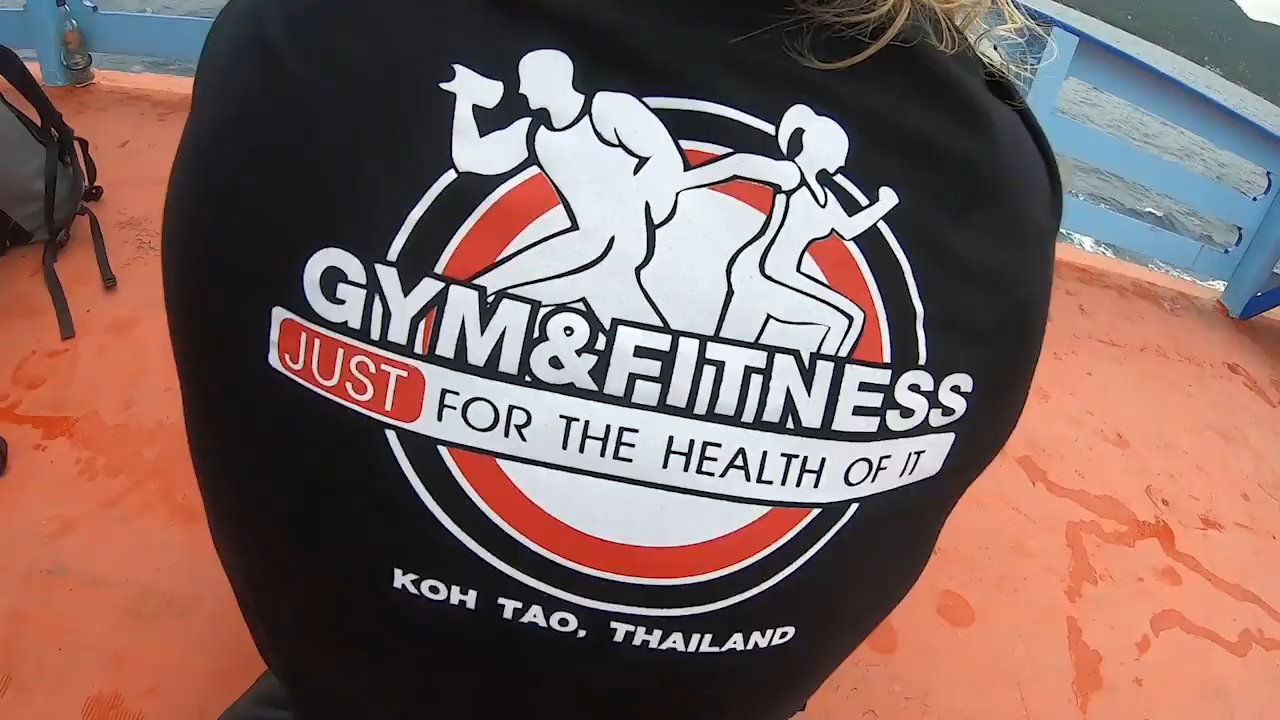 GYM&FITNESS
JUST FOR THE HEALTH OF IT
KOH TAO, THAILAND